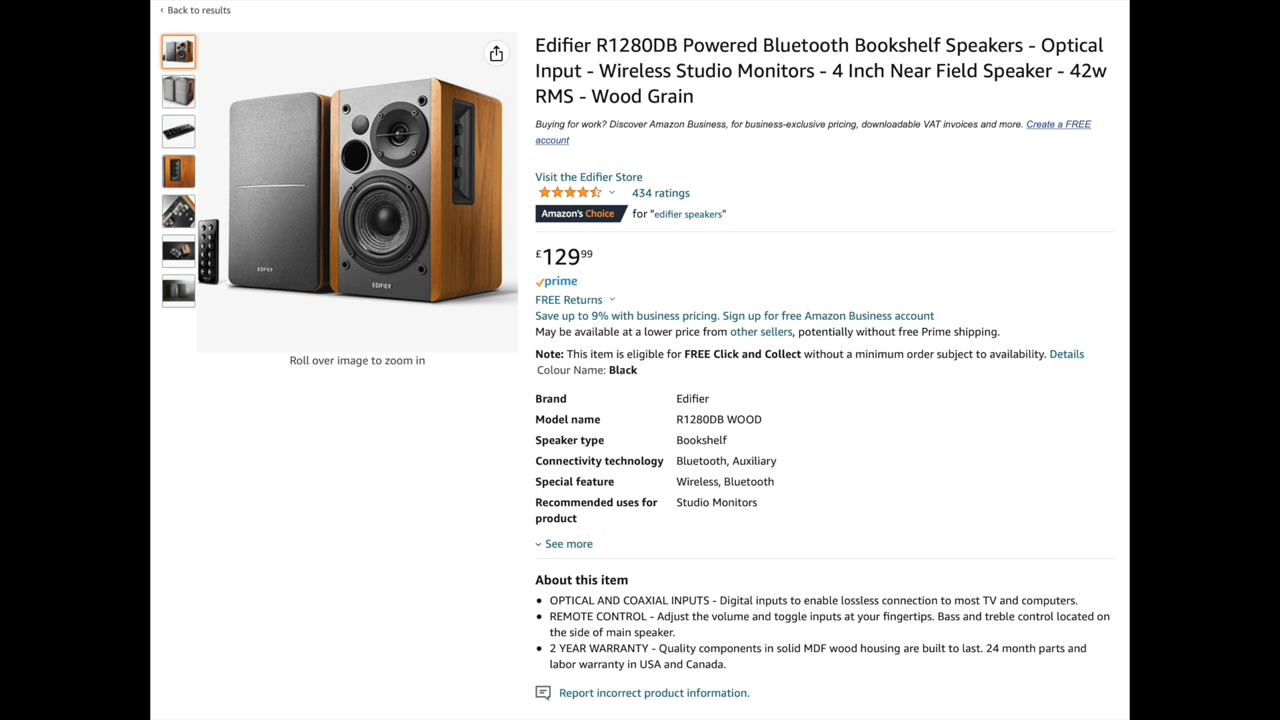 ‹ Back to results
Edifier R1280DB Powered Bluetooth Bookshelf Speakers - Optical
Input - Wireless Studio Monitors - 4 Inch Near Field Speaker - 42w
RMS - Wood Grain
Buying for work? Discover Amazon Business, for business-exclusive pricing, downloadable VAT invoices and more. Create a FREE
account
Visit the Edifier Store
434 ratings
Amazon's Choice for "edifier speakers"
£129.99
prime
FREE Returns
Save up to 9% with business pricing. Sign up for free Amazon Business account
May be available at a lower price from other sellers, potentially without free Prime shipping.
Note: This item is eligible for FREE Click and Collect without a minimum order subject to availability. Details
Colour Name: Black
Brand Edifier
Model name R1280DB WOOD
Speaker type Bookshelf
Connectivity technology Bluetooth, Auxiliary
Special feature Wireless, Bluetooth
Recommended uses for Studio Monitors
product
See more
About this item
• OPTICAL AND COAXIAL INPUTS - Digital inputs to enable lossless connection to most TV and computers.
• REMOTE CONTROL - Adjust the volume and toggle inputs at your fingertips. Bass and treble control located on
the side of main speaker.
• 2 YEAR WARRANTY - Quality components in solid MDF wood housing are built to last. 24 month parts and
labor warranty in USA and Canada.
Report incorrect product information.
EDIFIER
EDIFIER
Roll over image to zoom in